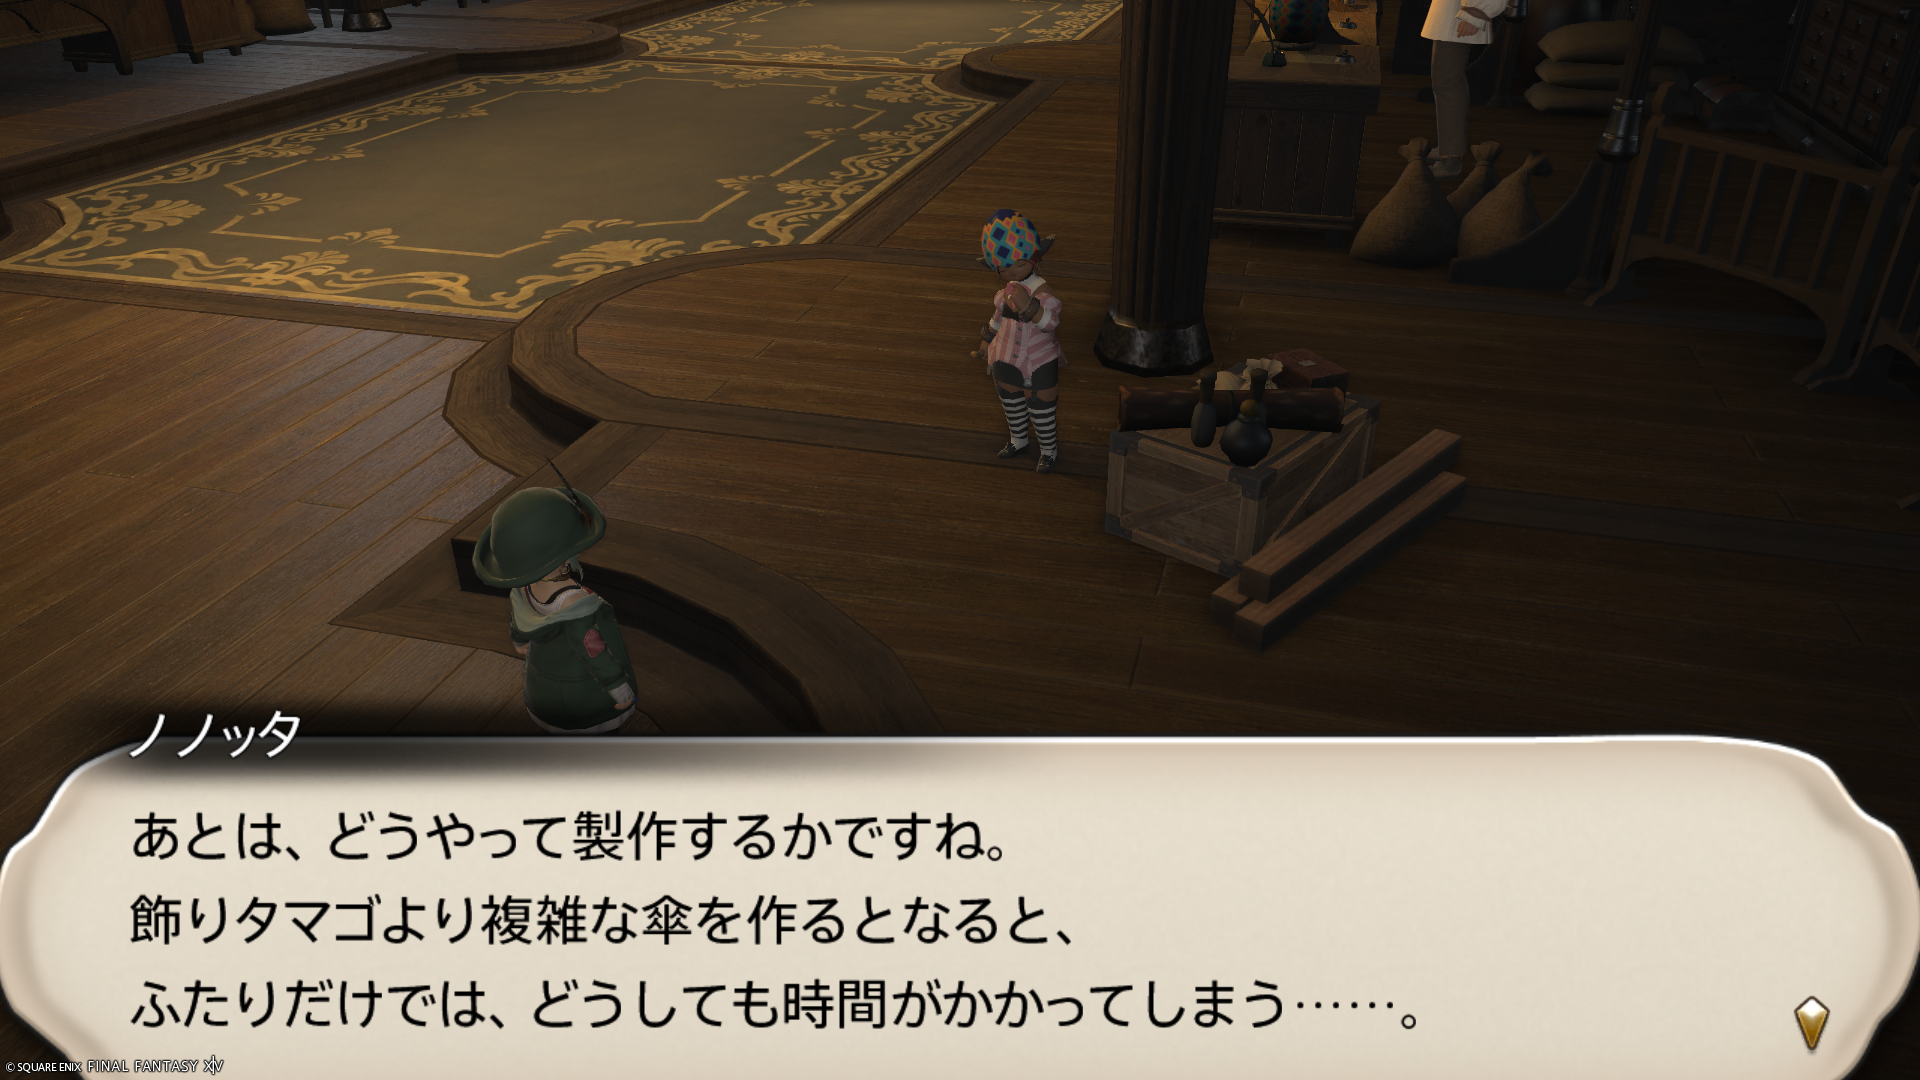 ノノッタ
あとは、どうやって製作するかですね。
飾りタマゴより複雑な傘を作るとなると、
ふたりだけでは、どうしても時間がかかってしまう……。
© SQUARE ENIX FINAL FANTASY XIV